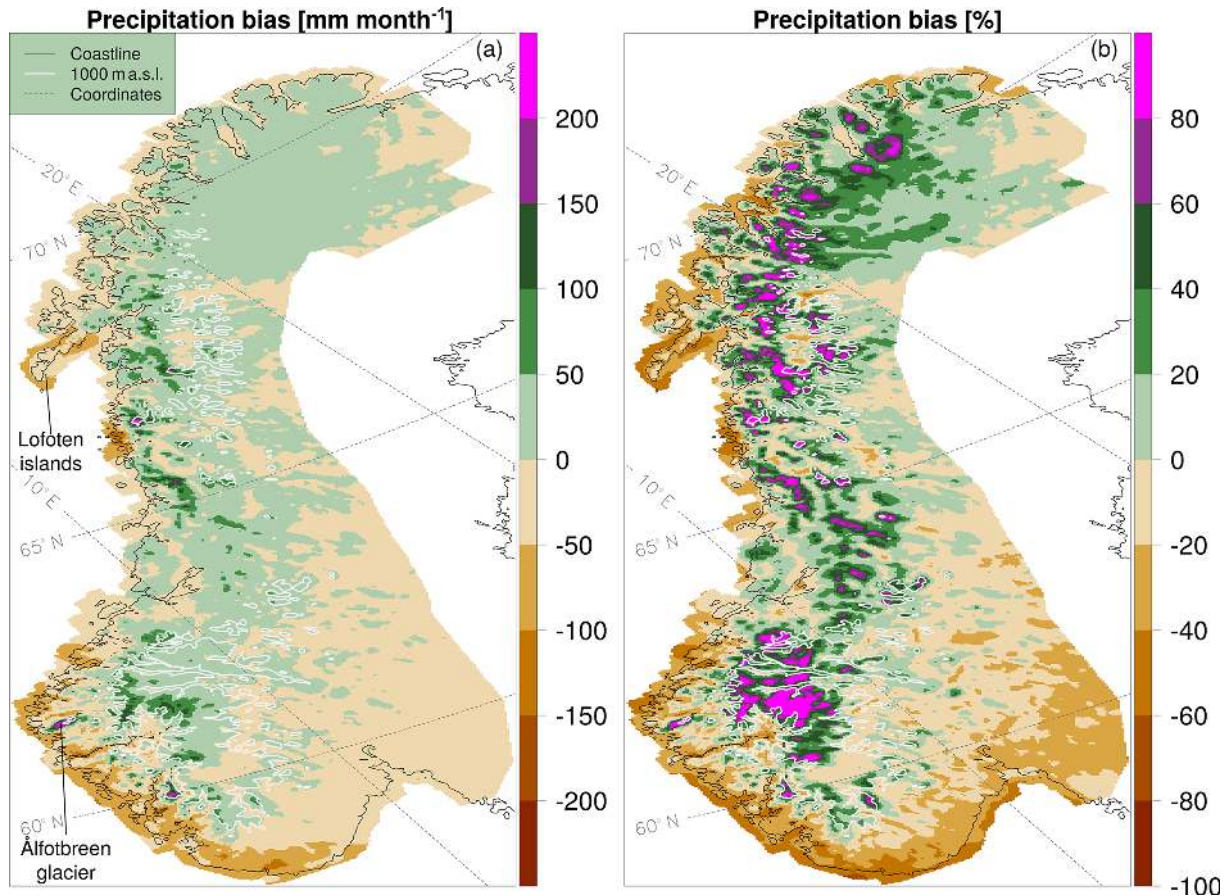 Precipitation bias [mm month⁻¹]
(a)
Coastline
1000 m a.s.l.
Coordinates
200
150
100
50
0
-50
-100
-150
-200
20° E
70° N
Lofoten
islands
10° E
65° N
60° N
Ålfotbreen
glacier
Precipitation bias [%]
(b)
80
60
40
20
0
-20
-40
-60
-80
-100
20° E
70° N
10° E
65° N
60° N